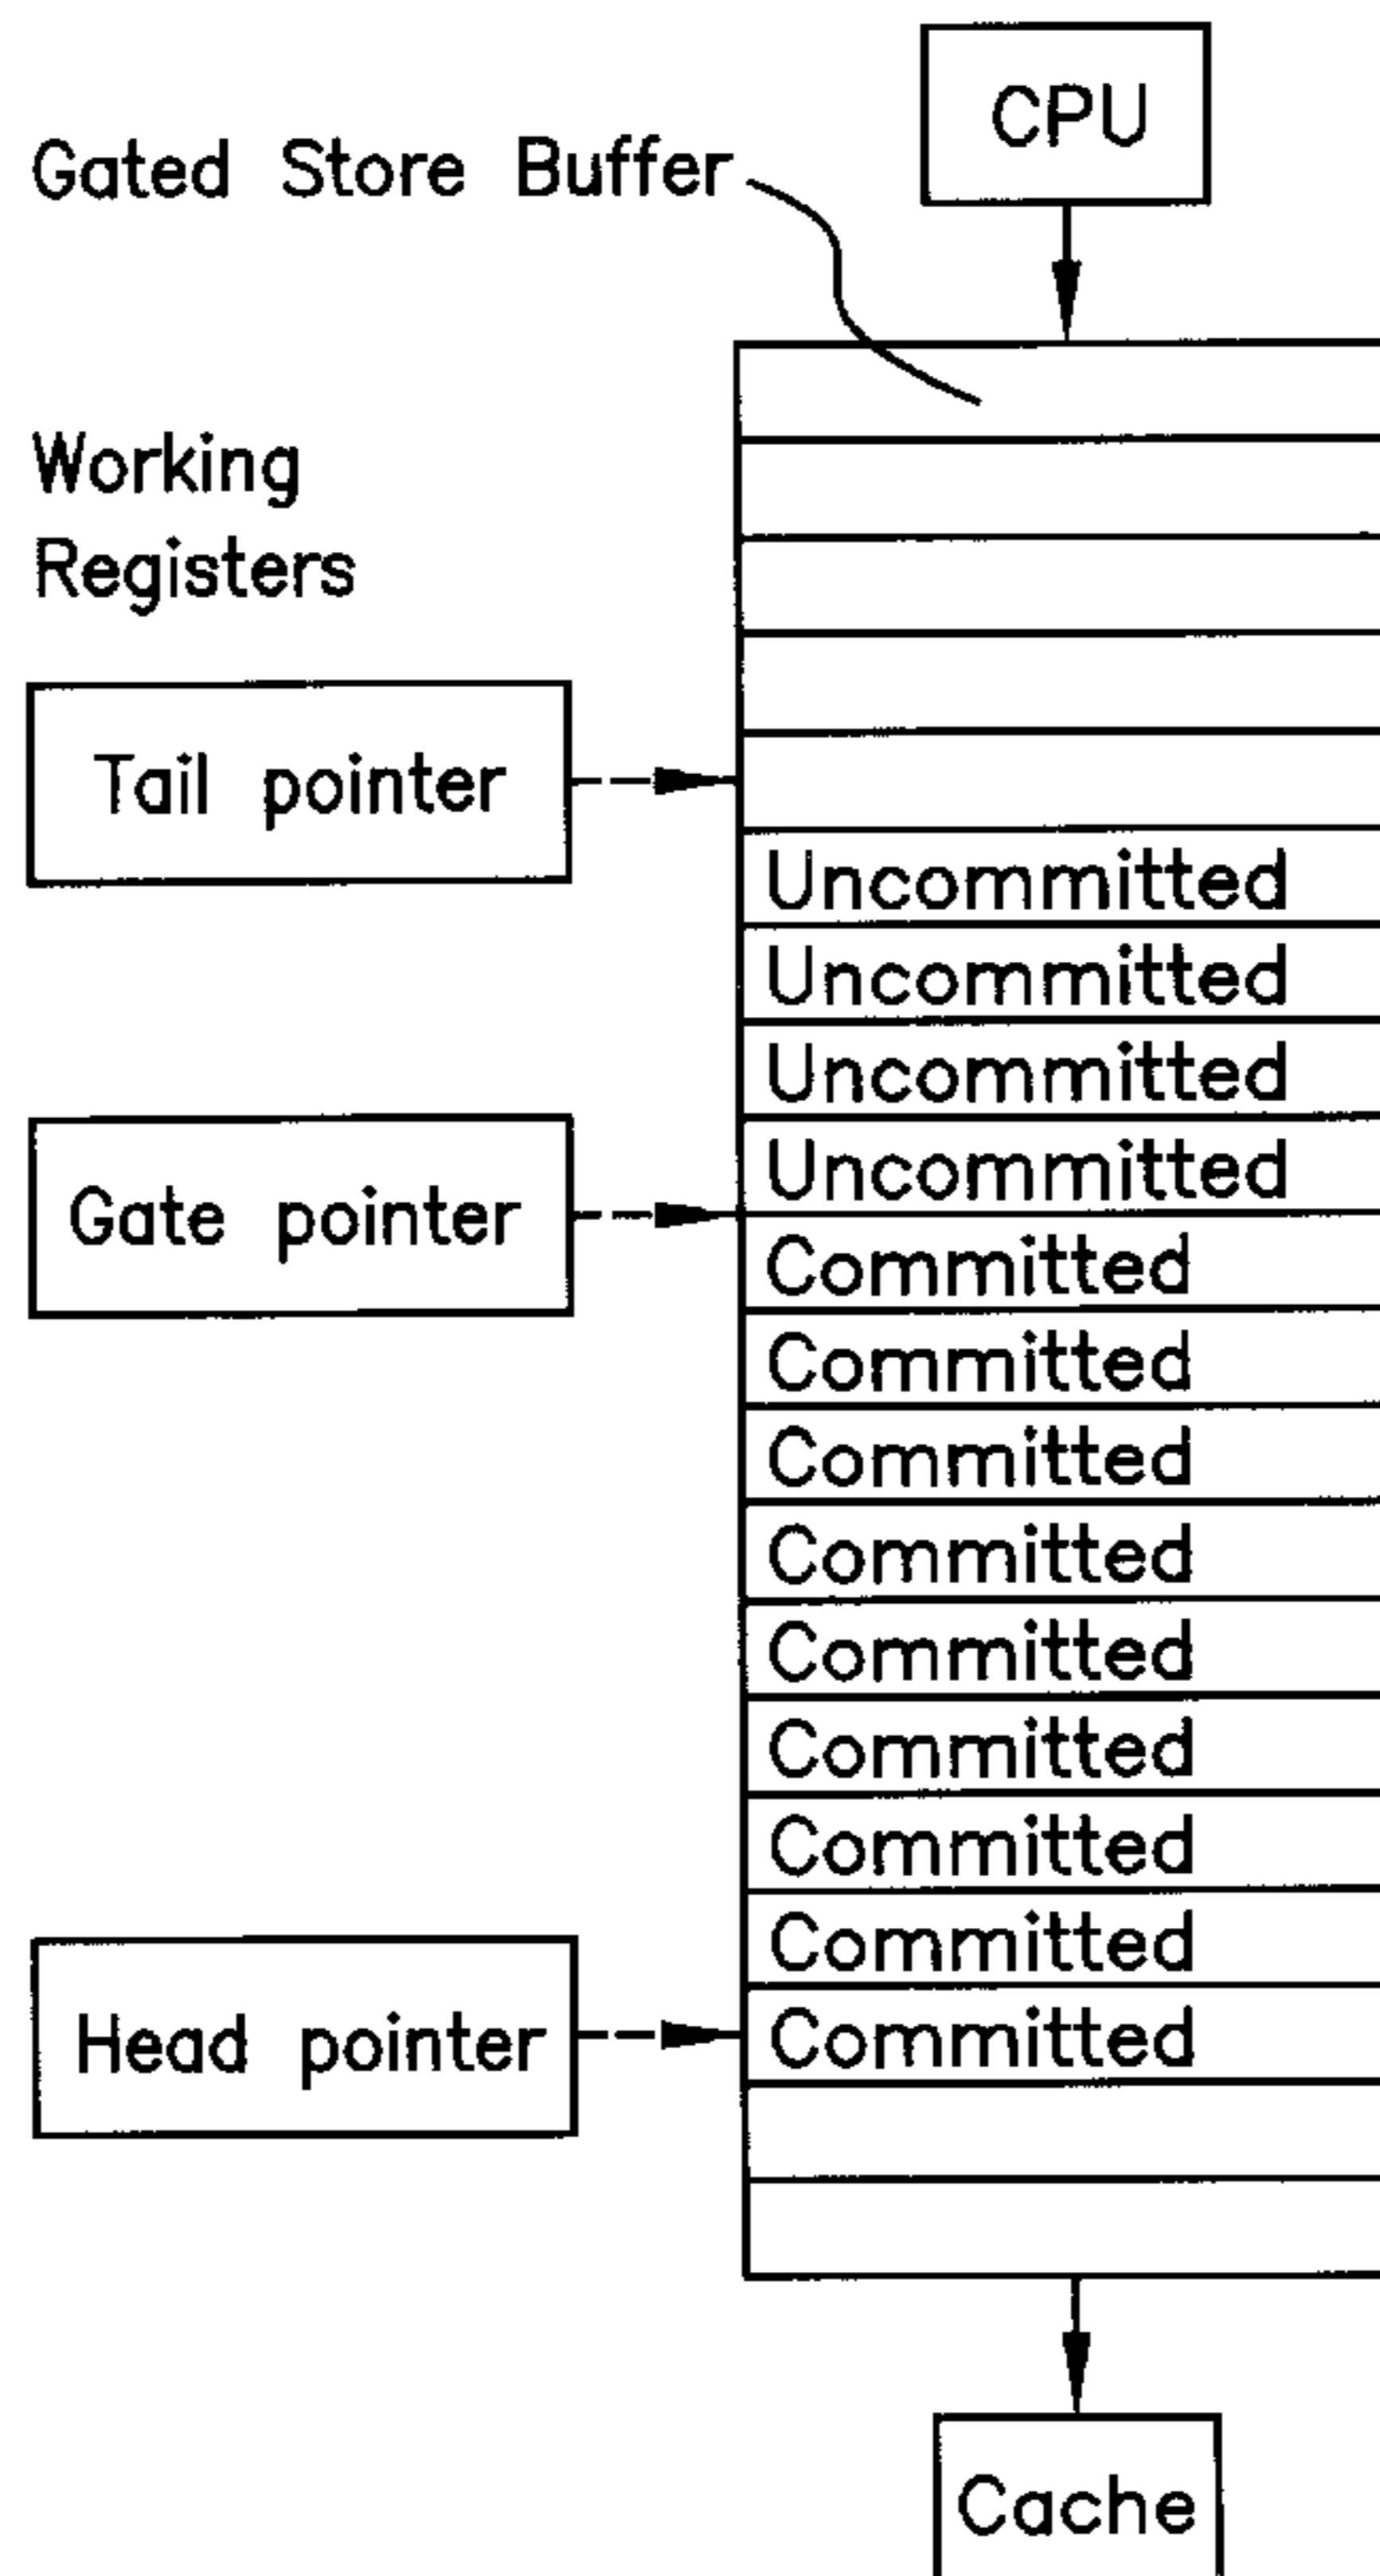 CPU
Gated Store Buffer
Working
Registers
Tail pointer
Uncommitted
Uncommitted
Uncommitted
Uncommitted
Gate pointer
Committed
Committed
Committed
Committed
Committed
Committed
Committed
Committed
Committed
Head pointer
Cache